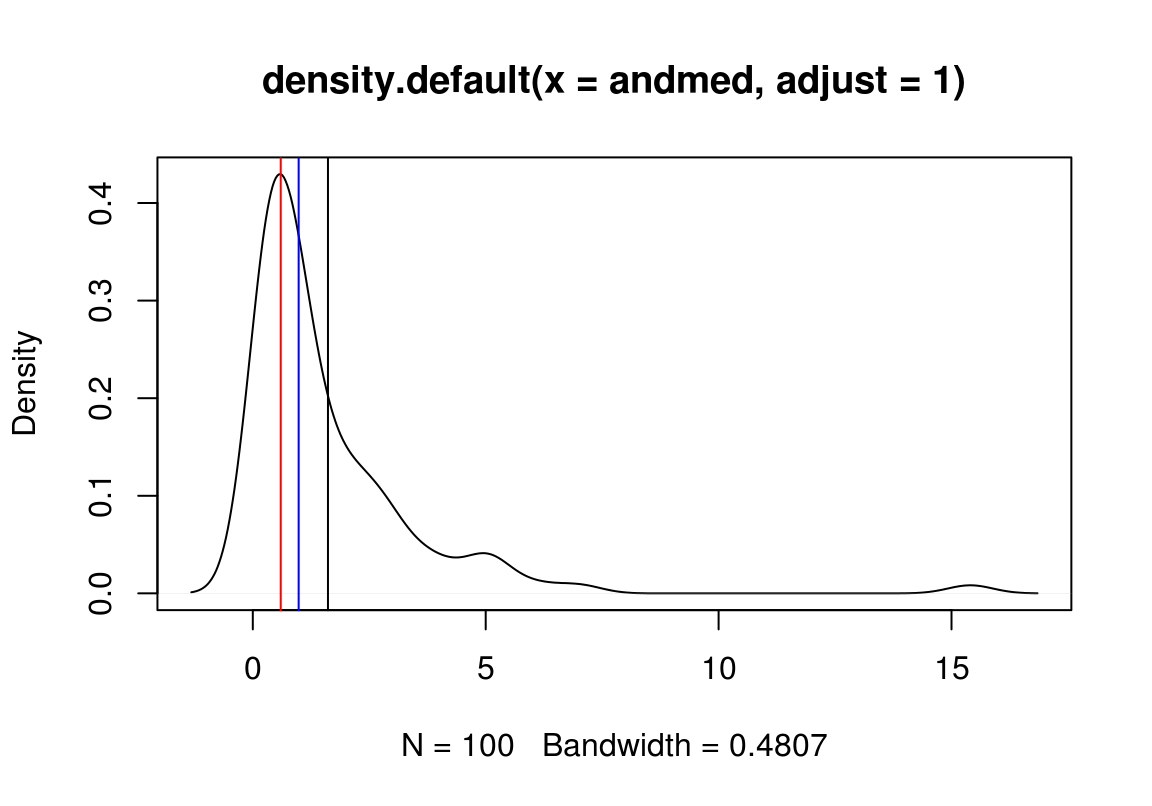 density.default(x = andmed, adjust = 1)
Density
0.4
0.3
0.2
0.1
0.0
0 5 10 15
N = 100 Bandwidth = 0.4807